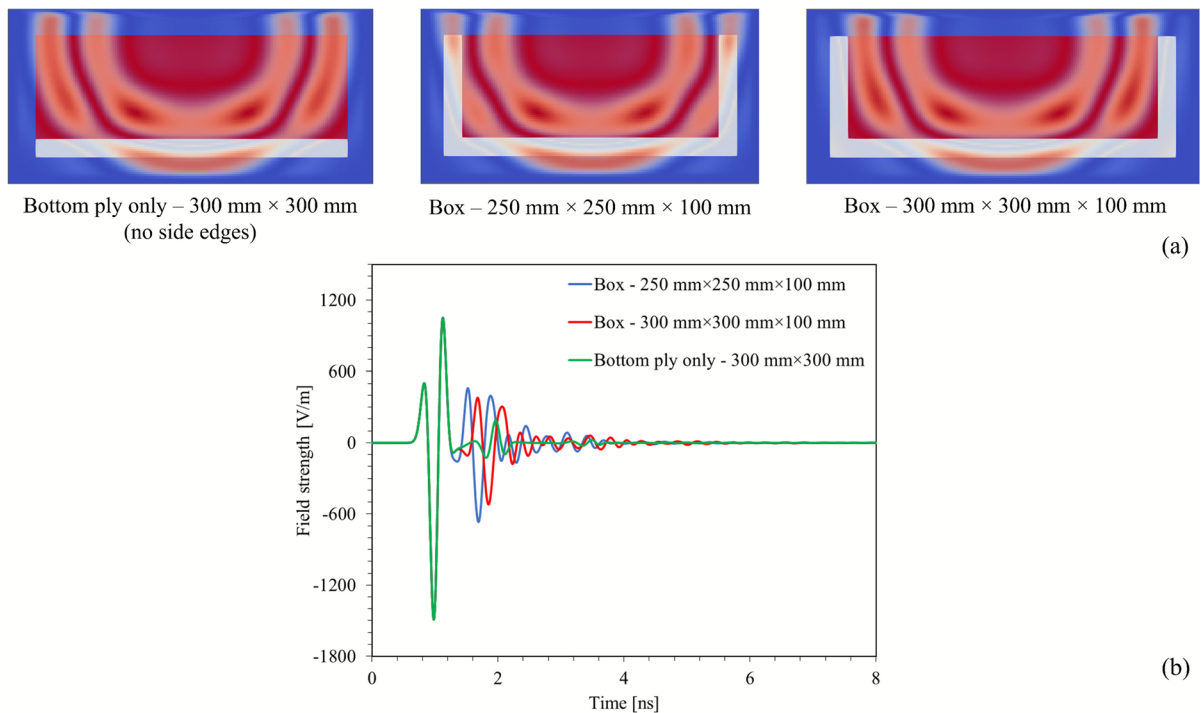 Bottom ply only – 300 mm × 300 mm
(no side edges)
Box – 250 mm × 250 mm × 100 mm
Box – 300 mm × 300 mm × 100 mm
(a)
Box - 250 mm×250 mm×100 mm
Box - 300 mm×300 mm×100 mm
Bottom ply only - 300 mm×300 mm
Field strength [V/m]
1200
600
0
-600
-1200
-1800
0
2
4
6
8
Time [ns]
(b)